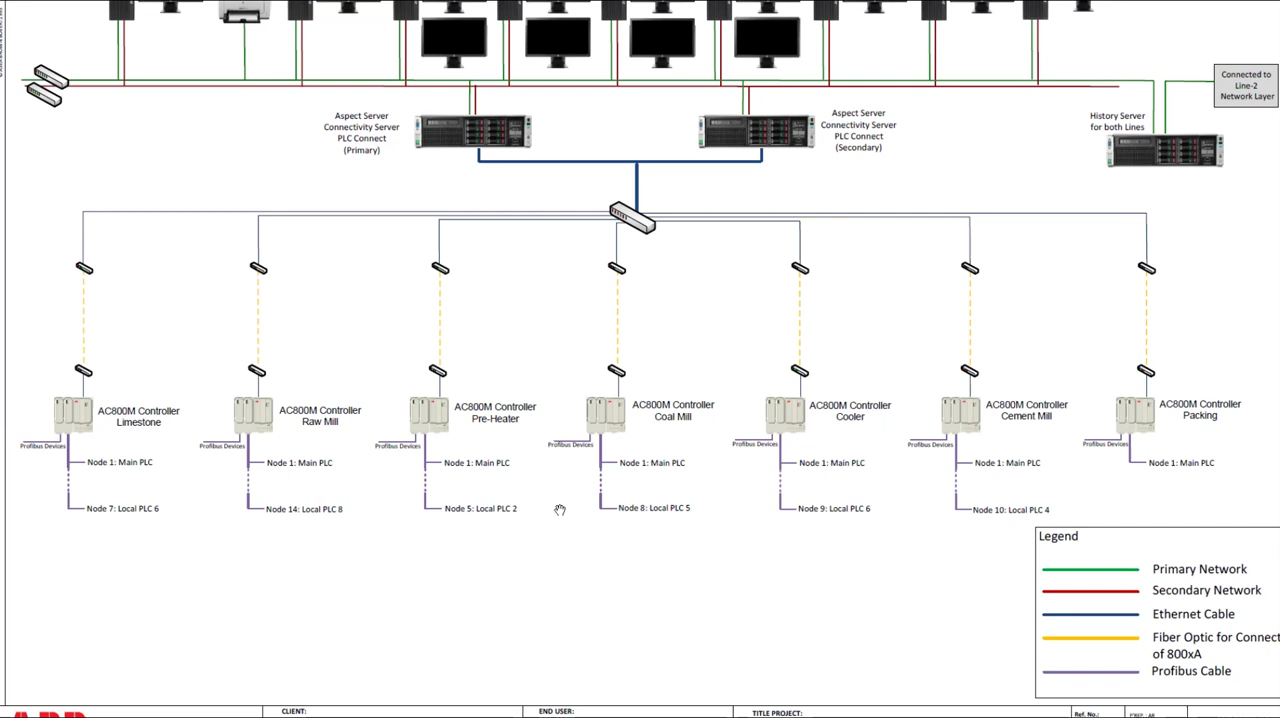 Connected to
Line-2
Network Layer
Aspect Server
Connectivity Server
PLC Connect
(Primary)
Aspect Server
Connectivity Server
PLC Connect
(Secondary)
History Server
for both Lines
AC800M Controller
Limestone
AC800M Controller
Raw Mill
AC800M Controller
Pre-Heater
AC800M Controller
Coal Mill
AC800M Controller
Cooler
AC800M Controller
Cement Mill
AC800M Controller
Packing
Profibus Devices
Profibus Devices
Profibus Devices
Profibus Devices
Profibus Devices
Profibus Devices
Profibus Devices
Node 1: Main PLC
Node 1: Main PLC
Node 1: Main PLC
Node 1: Main PLC
Node 1: Main PLC
Node 1: Main PLC
Node 1: Main PLC
Node 7: Local PLC 6
Node 14: Local PLC 8
Node 5: Local PLC 2
Node 8: Local PLC 5
Node 9: Local PLC 6
Node 10: Local PLC 4
Legend
Primary Network
Secondary Network
Ethernet Cable
Fiber Optic for Connect
of 800xA
Profibus Cable
ABB
CLIENT:
END USER:
TITLE PROJECT:
Ref. No.: